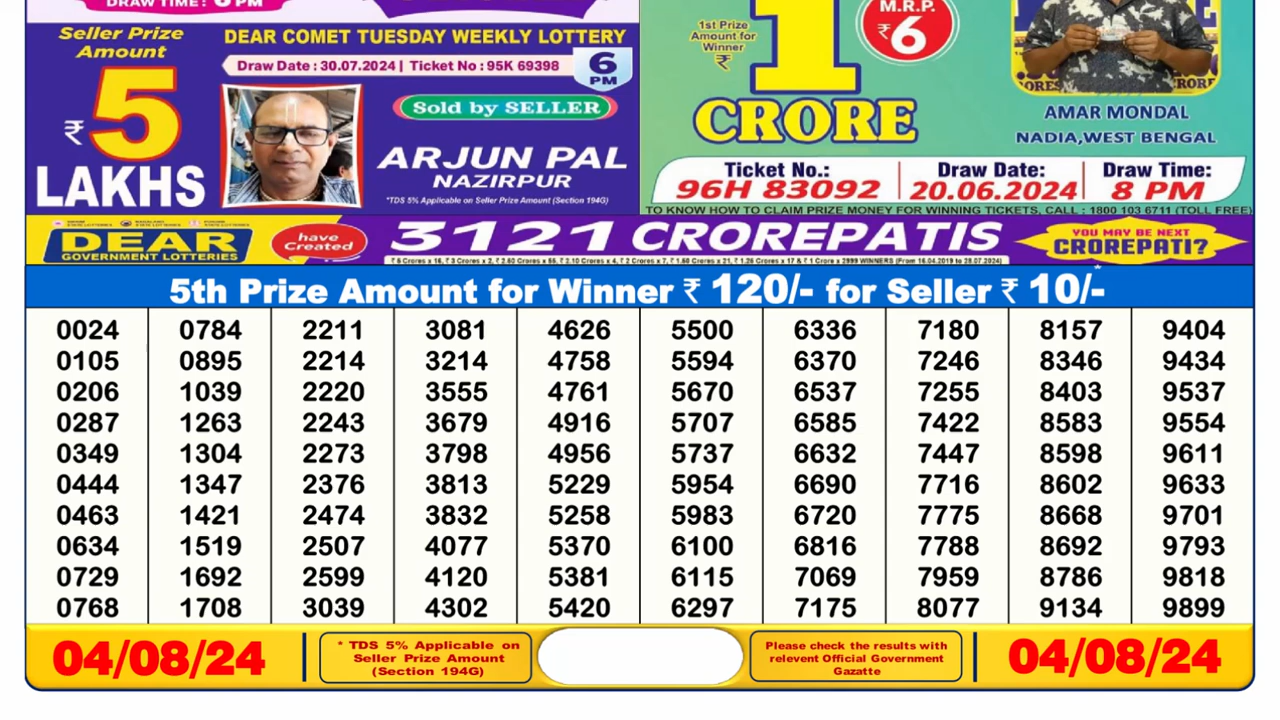 DRAW TIME: 6 PM
Seller Prize
Amount
₹5
LAKHS
DEAR COMET TUESDAY WEEKLY LOTTERY
Draw Date : 30.07.2024 | Ticket No : 95K 69398
6
PM
Sold by SELLER
ARJUN PAL
NAZIRPUR
*TDS 5% Applicable on Seller Prize Amount (Section 194G)
1st Prize
Amount for
Winner
₹
1
CRORE
M.R.P.
₹6
AMAR MONDAL
NADIA,WEST BENGAL
Ticket No.: Draw Date: Draw Time:
96H 83092 20.06.2024 8 PM
TO KNOW HOW TO CLAIM PRIZE MONEY FOR WINNING TICKETS, CALL : 1800 103 6711 (TOLL FREE)
DEAR
GOVERNMENT LOTTERIES
have
Created
3121 CROREPATIS
YOU MAY BE NEXT
CROREPATI?
5th Prize Amount for Winner ₹ 120/- for Seller ₹ 10/-*
0024 0784 2211 3081 4626 5500 6336 7180 8157 9404
0105 0895 2214 3214 4758 5594 6370 7246 8346 9434
0206 1039 2220 3555 4761 5670 6537 7255 8403 9537
0287 1263 2243 3679 4916 5707 6585 7422 8583 9554
0349 1304 2273 3798 4956 5737 6632 7447 8598 9611
0444 1347 2376 3813 5229 5954 6690 7716 8602 9633
0463 1421 2474 3832 5258 5983 6720 7775 8668 9701
0634 1519 2507 4077 5370 6100 6816 7788 8692 9793
0729 1692 2599 4120 5381 6115 7069 7959 8786 9818
0768 1708 3039 4302 5420 6297 7175 8077 9134 9899
04/08/24
* TDS 5% Applicable on
Seller Prize Amount
(Section 194G)
Please check the results with
relevent Official Government
Gazatte
04/08/24